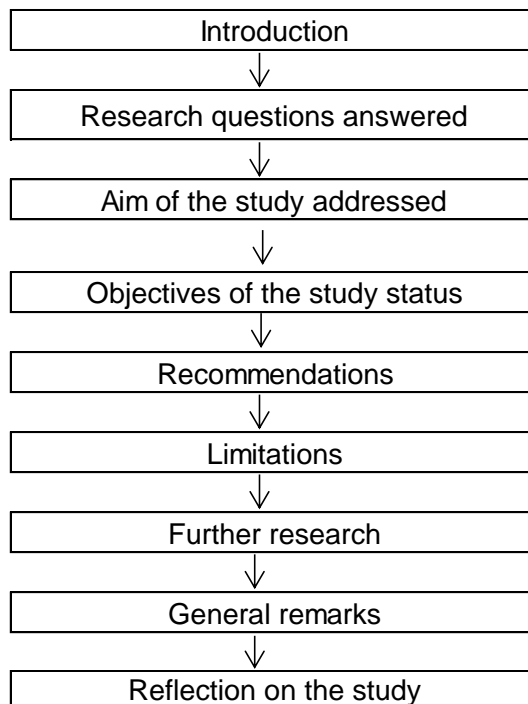 Introduction
Research questions answered
Aim of the study addressed
Objectives of the study status
Recommendations
Limitations
Further research
General remarks
Reflection on the study